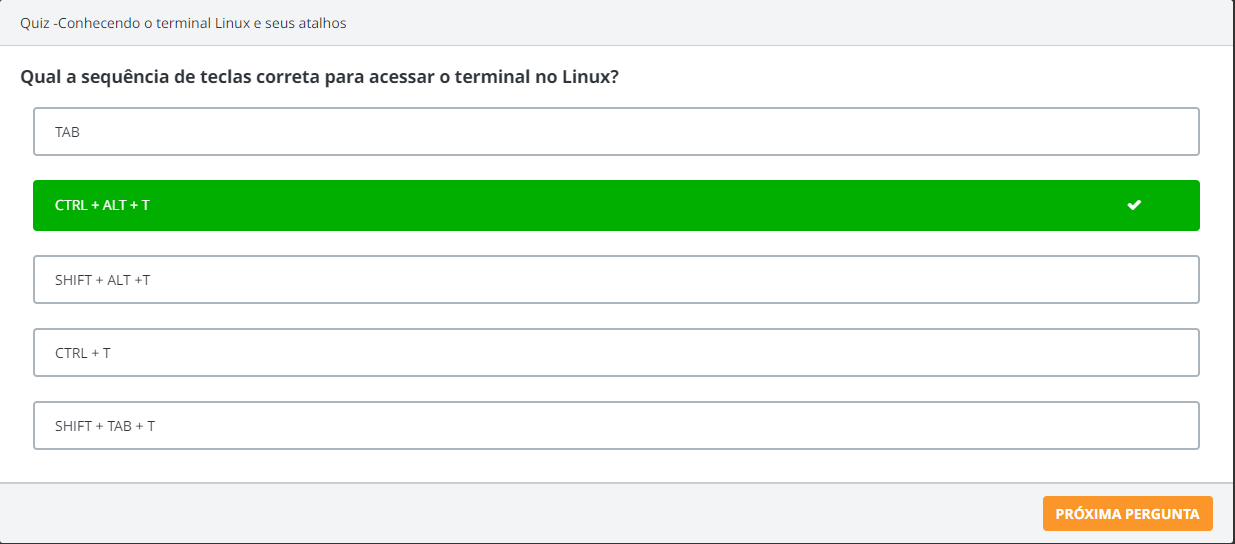 Quiz -Conhecendo o terminal Linux e seus atalhos
Qual a sequência de teclas correta para acessar o terminal no Linux?
TAB
CTRL + ALT + T
SHIFT + ALT +T
CTRL + T
SHIFT + TAB + T
PRÓXIMA PERGUNTA